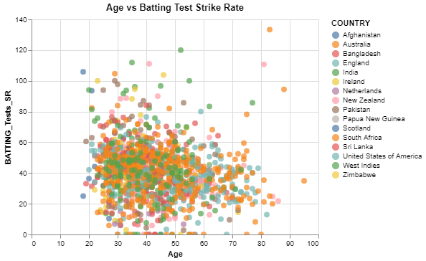 Age vs Batting Test Strike Rate
BATTING_Tests_SR
140
120
100
80
60
40
20
0
0 10 20 30 40 50 60 70 80 90 100
Age
COUNTRY
Afghanistan
Australia
Bangladesh
England
India
Ireland
Netherlands
New Zealand
Pakistan
Papua New Guinea
Scotland
South Africa
Sri Lanka
United States of America
West Indies
Zimbabwe